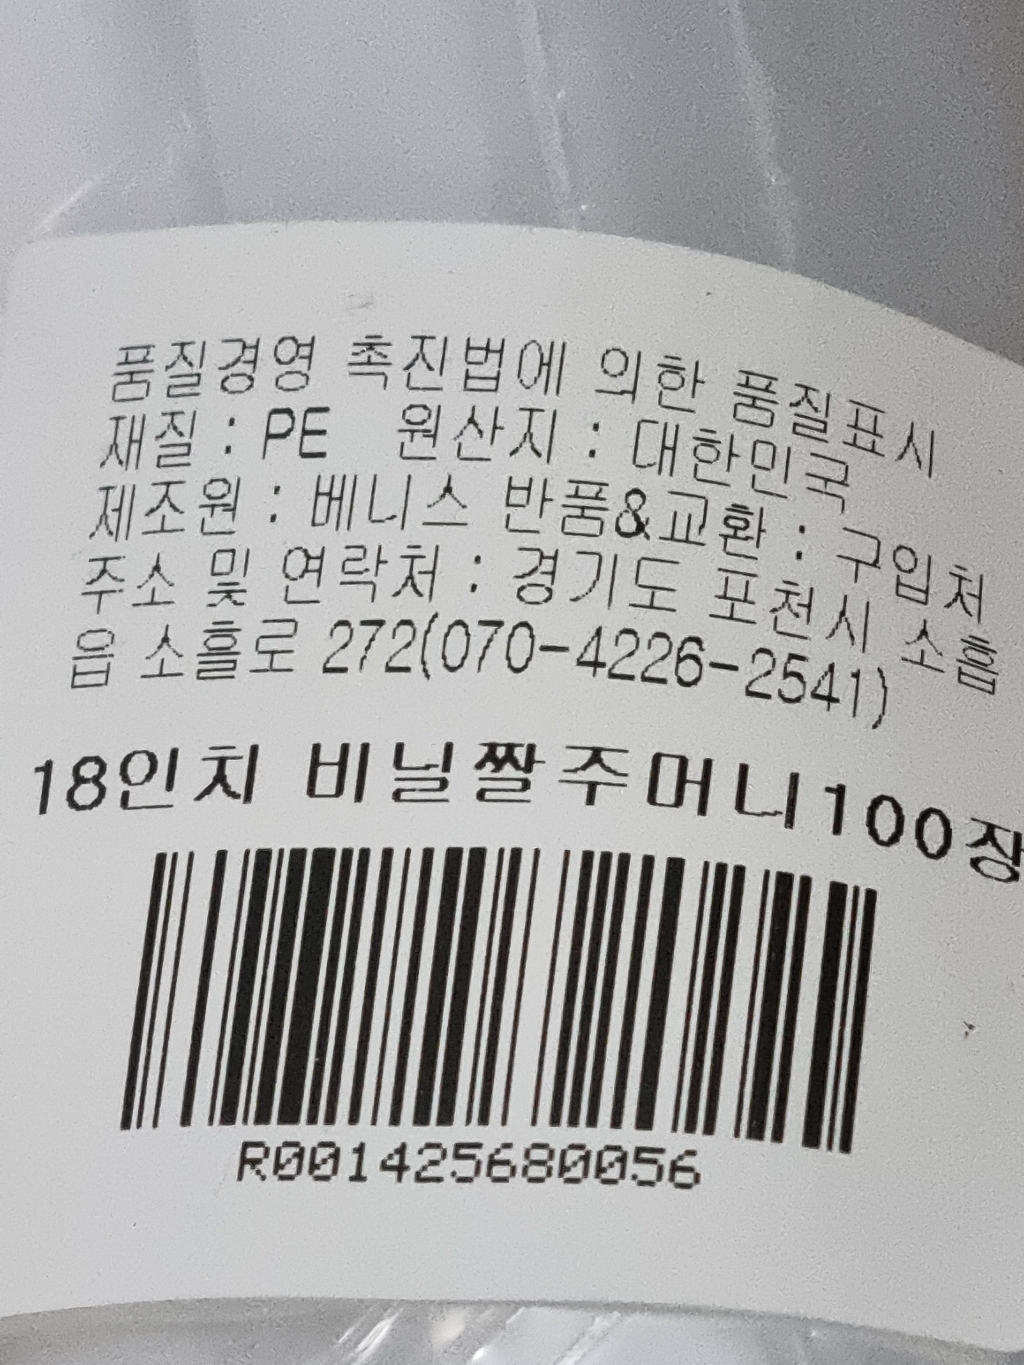 품질경영 촉진법에 의한 품질표시
재질 : PE 원산지 : 대한민국
제조원 : 베니스 반품&교환 : 구입처
주소 및 연락처 : 경기도 포천시 소흘
읍 소흘로 272(070-4226-2541)
18인치 비닐짤주머니100장
R001425680056